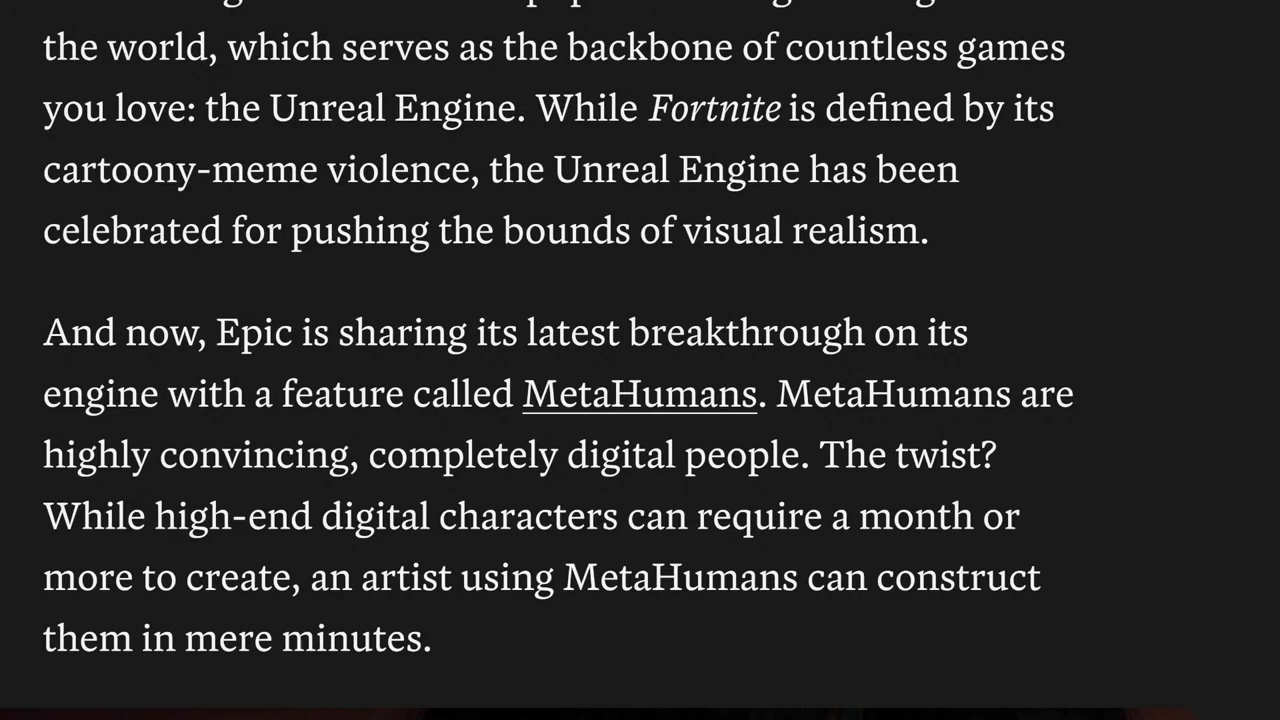 the world, which serves as the backbone of countless games
you love: the Unreal Engine. While Fortnite is defined by its
cartoony-meme violence, the Unreal Engine has been
celebrated for pushing the bounds of visual realism.
And now, Epic is sharing its latest breakthrough on its
engine with a feature called MetaHumans. MetaHumans are
highly convincing, completely digital people. The twist?
While high-end digital characters can require a month or
more to create, an artist using MetaHumans can construct
them in mere minutes.